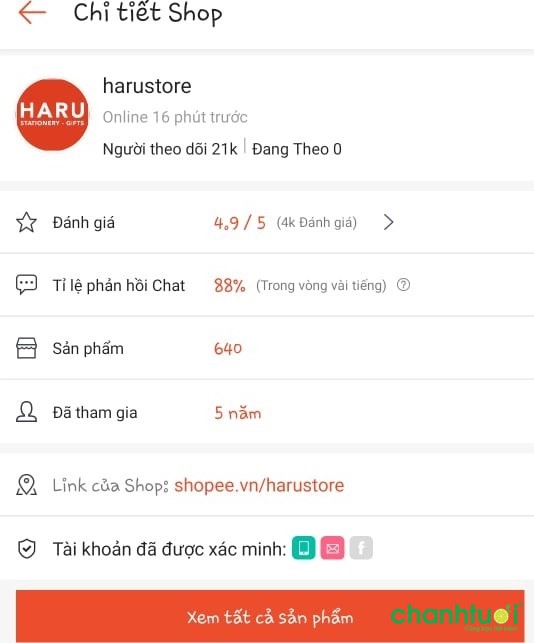 Chi tiết Shop
HARU
STATIONERY - GIFTS
harustore
Online 16 phút trước
Người theo dõi 21k Đang Theo 0
Đánh giá 4.9 / 5 (4k Đánh giá)
Tỉ lệ phản hồi Chat 88% (Trong vòng vài tiếng) ?
Sản phẩm 640
Đã tham gia 5 năm
Link của Shop: shopee.vn/harustore
Tài khoản đã được xác minh: f
Xem tất cả sản phẩm
chanhtươi